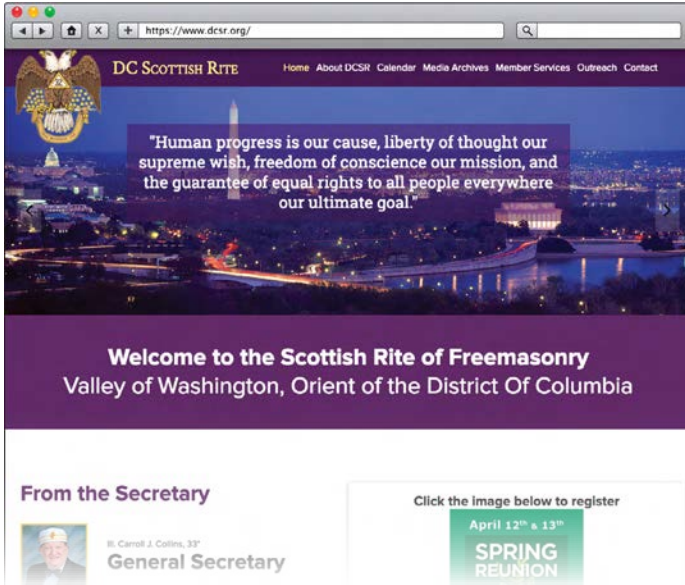 https://www.dcsr.org/
DC SCOTTISH RITE
Home About DCSR Calendar Media Archives Member Services Outreach Contact
"Human progress is our cause, liberty of thought our
supreme wish, freedom of conscience our mission, and
the guarantee of equal rights to all people everywhere
our ultimate goal."
Welcome to the Scottish Rite of Freemasonry
Valley of Washington, Orient of the District Of Columbia
From the Secretary
Ill. Carroll J. Collins, 33°
General Secretary
Click the image below to register
April 12th & 13th
SPRING
REUNION